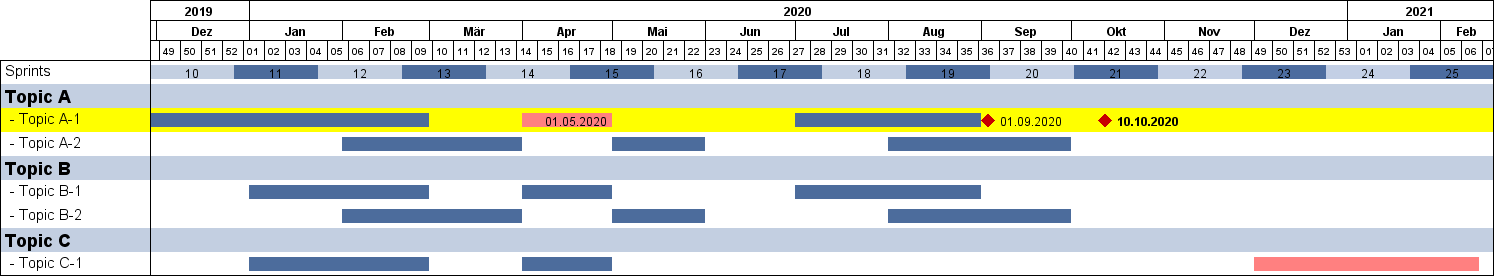 2019 2020 2021
Dez Jan Feb Mär Apr Mai Jun Jul Aug Sep Okt Nov Dez Jan Feb
49 50 51 52 01 02 03 04 05 06 07 08 09 10 11 12 13 14 15 16 17 18 19 20 21 22 23 24 25 26 27 28 29 30 31 32 33 34 35 36 37 38 39 40 41 42 43 44 45 46 47 48 49 50 51 52 53 01 02 03 04 05 06
Sprints 10 11 12 13 14 15 16 17 18 19 20 21 22 23 24 25
Topic A
- Topic A-1 01.05.2020 01.09.2020 10.10.2020
- Topic A-2
Topic B
- Topic B-1
- Topic B-2
Topic C
- Topic C-1